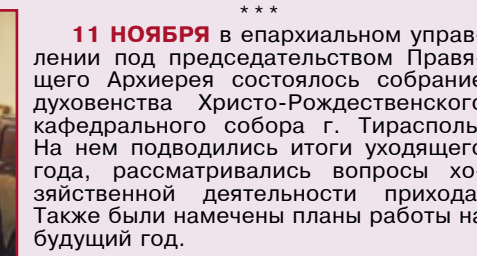 * * *
11 НОЯБРЯ в епархиальном управ-
лении под председательством Правя-
щего Архиерея состоялось собрание
духовенства Христо-Рождественского
кафедрального собора г. Тирасполь.
На нем подводились итоги уходящего
года, рассматривались вопросы хо-
зяйственной деятельности прихода.
Также были намечены планы работы на
будущий год.